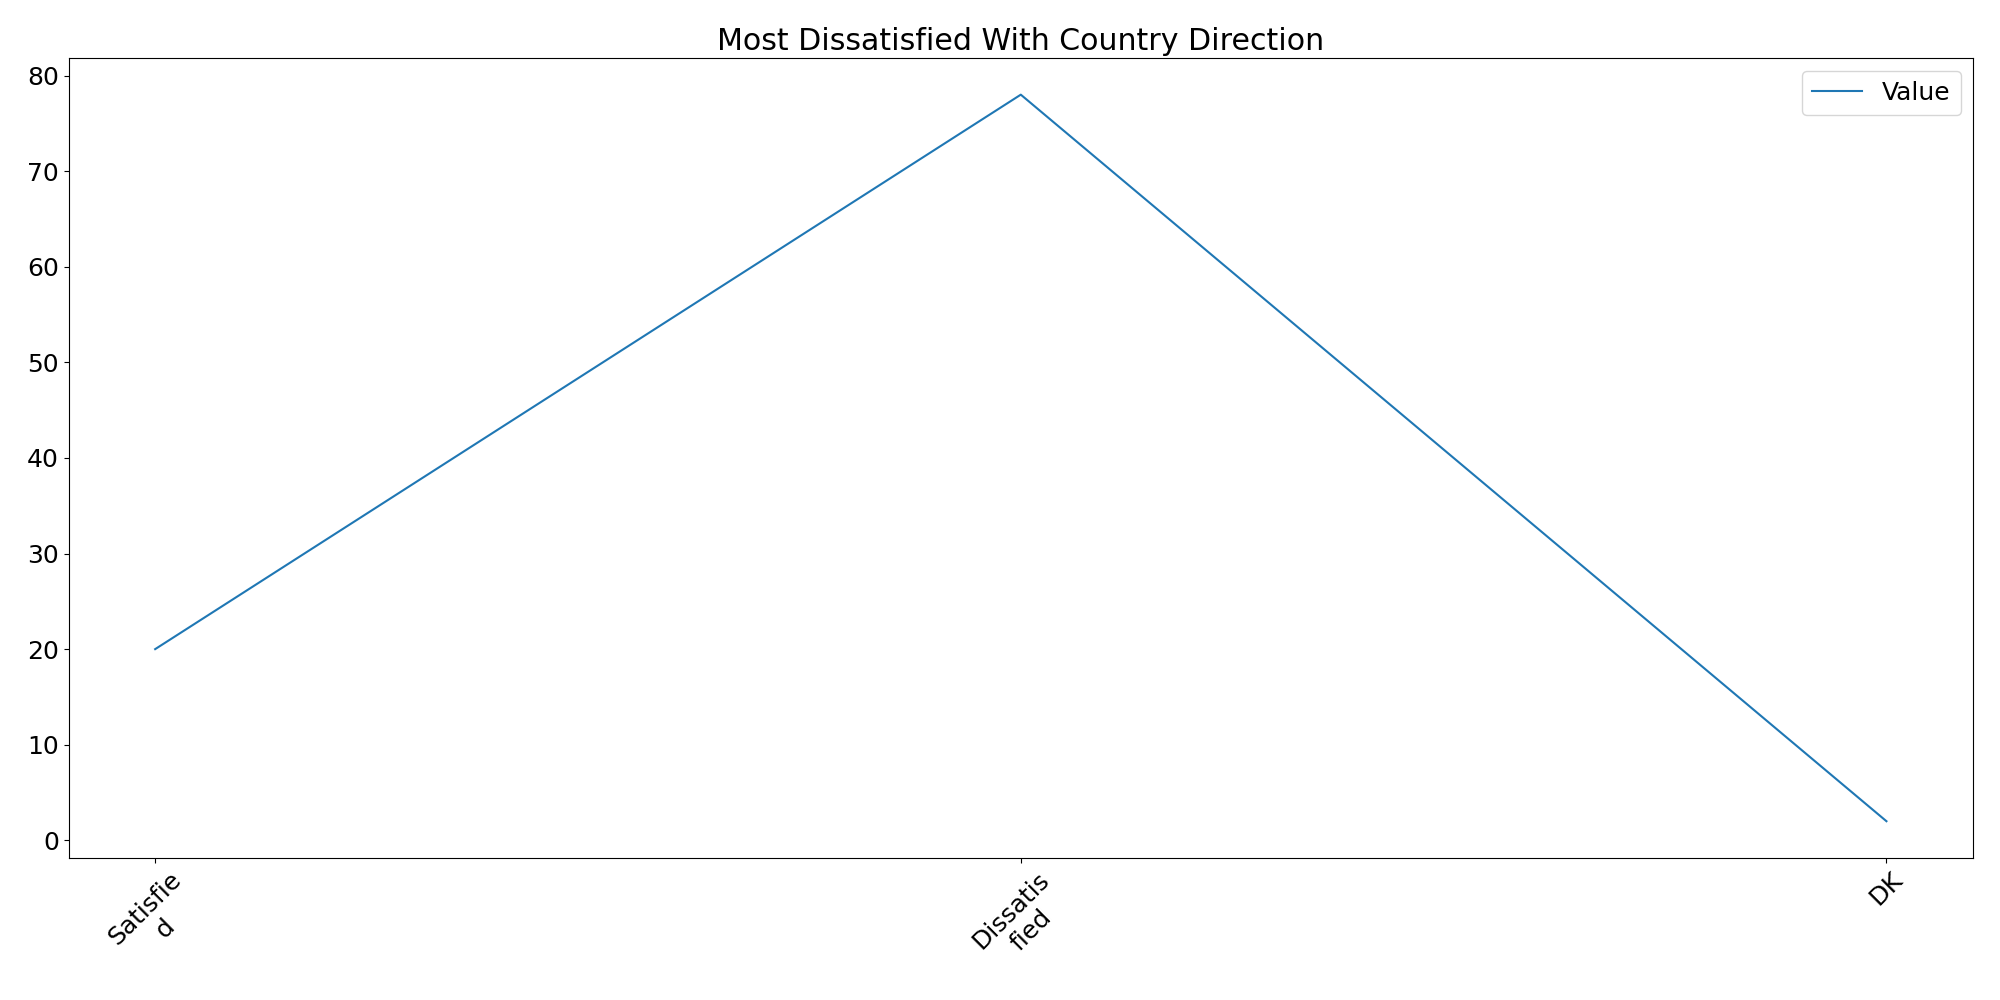 Most Dissatisfied With Country Direction
Value
80
70
60
50
40
30
20
10
0
Satisfie
d
Dissatis
fied
DK